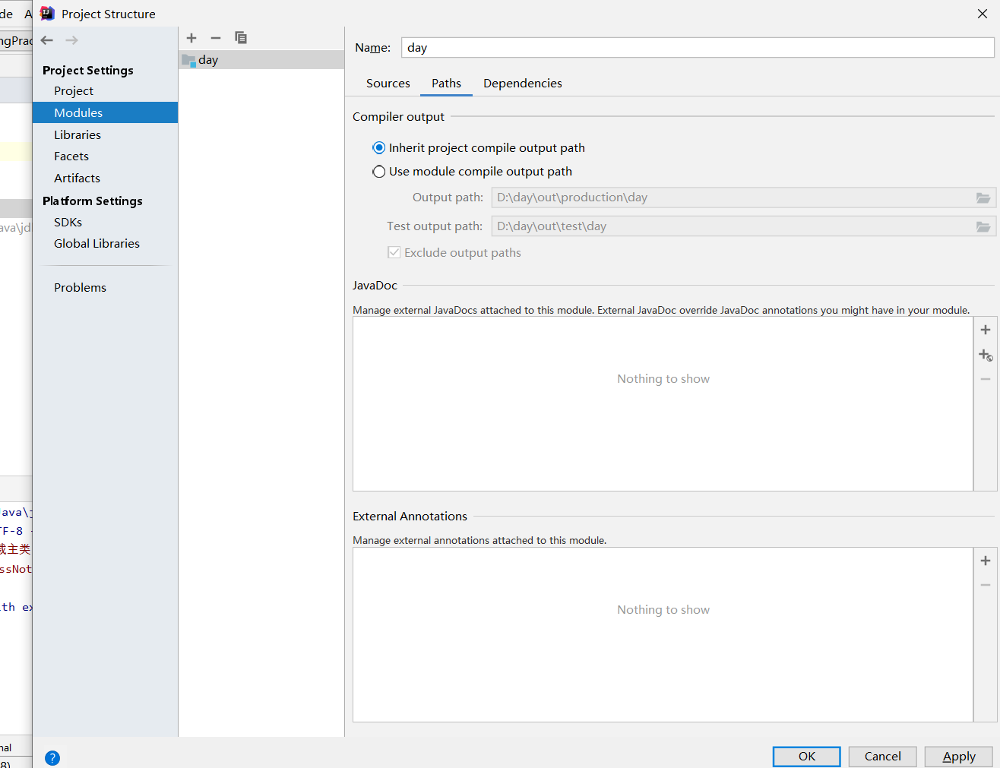 de A
Project Structure
ngPrac
Project Settings
Project
Modules
Libraries
Facets
Artifacts
Platform Settings
SDKs
Global Libraries
Problems
day
Name: day
Sources Paths Dependencies
Compiler output
Inherit project compile output path
Use module compile output path
Output path: D:\day\out\production\day
Test output path: D:\day\out\test\day
Exclude output paths
JavaDoc
Manage external JavaDocs attached to this module. External JavaDoc override JavaDoc annotations you might have in your module.
Nothing to show
External Annotations
Manage external annotations attached to this module.
Nothing to show
ava\jd
Java\j
TF-8 -
载主类
ssNot
ith ex
nal
8)
?
OK Cancel Apply